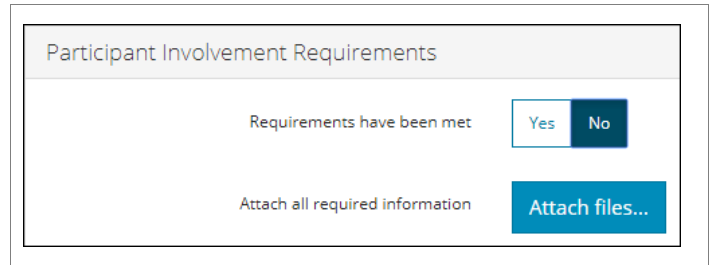 Participant Involvement Requirements
Requirements have been met Yes No
Attach all required information Attach files...